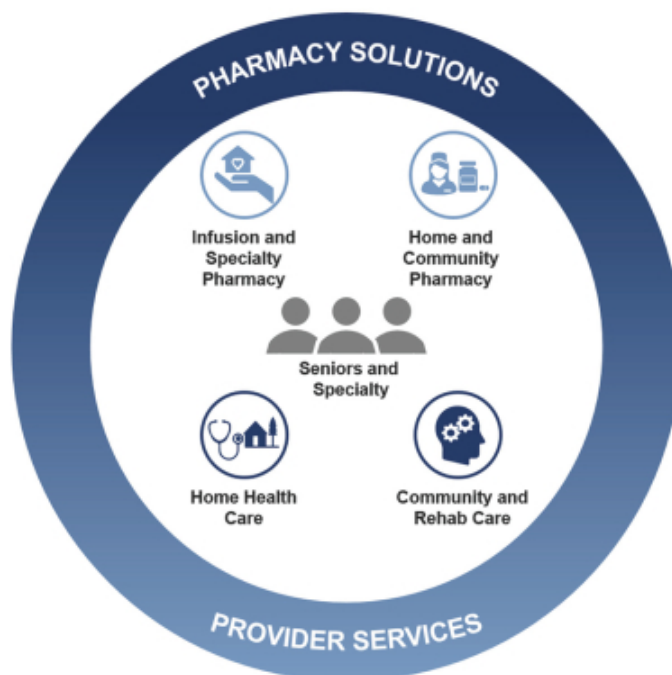 PHARMACY SOLUTIONS
Infusion and
Specialty
Pharmacy
Home and
Community
Pharmacy
Seniors and
Specialty
Home Health
Care
Community and
Rehab Care
PROVIDER SERVICES